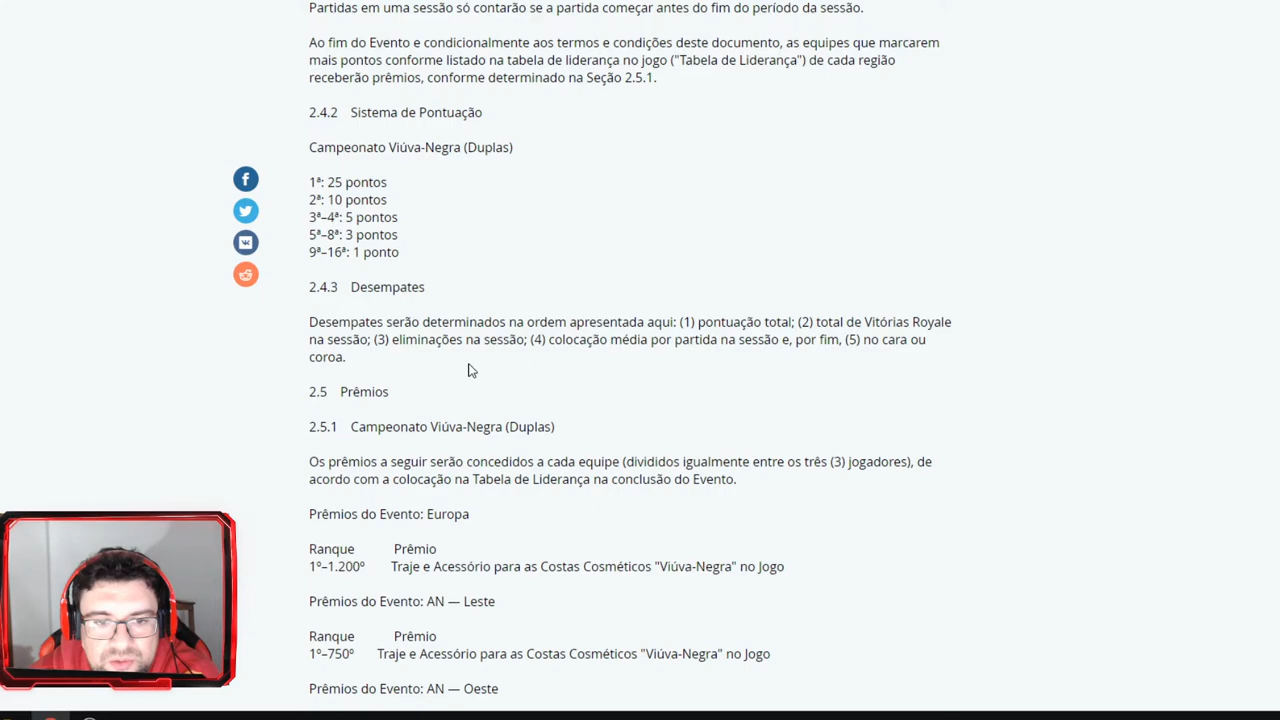 Partidas em uma sessão só contarão se a partida começar antes do fim do período da sessão.
Ao fim do Evento e condicionalmente aos termos e condições deste documento, as equipes que marcarem
mais pontos conforme listado na tabela de liderança no jogo ("Tabela de Liderança") de cada região
receberão prêmios, conforme determinado na Seção 2.5.1.
2.4.2 Sistema de Pontuação
Campeonato Viúva-Negra (Duplas)
1ª: 25 pontos
2ª: 10 pontos
3ª–4ª: 5 pontos
5ª–8ª: 3 pontos
9ª–16ª: 1 ponto
2.4.3 Desempates
Desempates serão determinados na ordem apresentada aqui: (1) pontuação total; (2) total de Vitórias Royale
na sessão; (3) eliminações na sessão; (4) colocação média por partida na sessão e, por fim, (5) no cara ou
coroa.
2.5 Prêmios
2.5.1 Campeonato Viúva-Negra (Duplas)
Os prêmios a seguir serão concedidos a cada equipe (divididos igualmente entre os três (3) jogadores), de
acordo com a colocação na Tabela de Liderança na conclusão do Evento.
Prêmios do Evento: Europa
Ranque Prêmio
1º–1.200º Traje e Acessório para as Costas Cosméticos "Viúva-Negra" no Jogo
Prêmios do Evento: AN — Leste
Ranque Prêmio
1º–750º Traje e Acessório para as Costas Cosméticos "Viúva-Negra" no Jogo
Prêmios do Evento: AN — Oeste